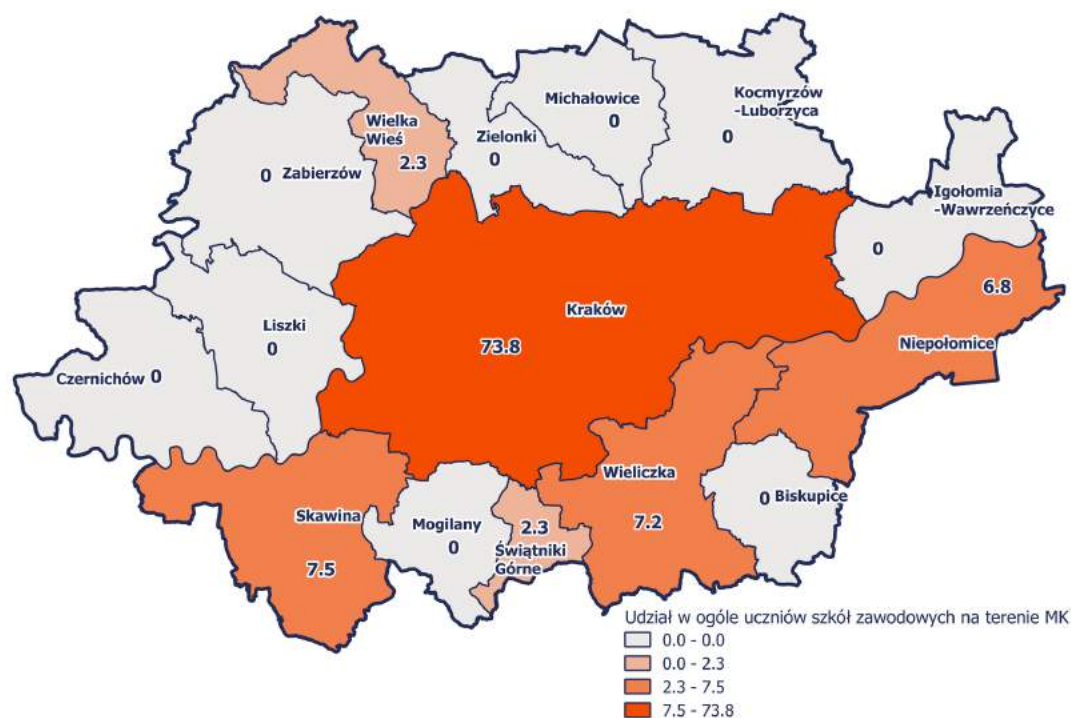 Michałowice
0
Kocmyrzów
-Luborzyca
0
Wielka
Wieś
2.3
Zielonki
0
0 Zabierzów
Igołomia
-Wawrzeńczyce
0
6.8
Niepołomice
Kraków
73.8
Liszki
0
Czernichów 0
Wieliczka
7.2
0 Biskupice
Skawina
7.5
Mogilany
0
2.3
Świątniki
Górne
Udział w ogóle uczniów szkół zawodowych na terenie MK
0.0 - 0.0
0.0 - 2.3
2.3 - 7.5
7.5 - 73.8